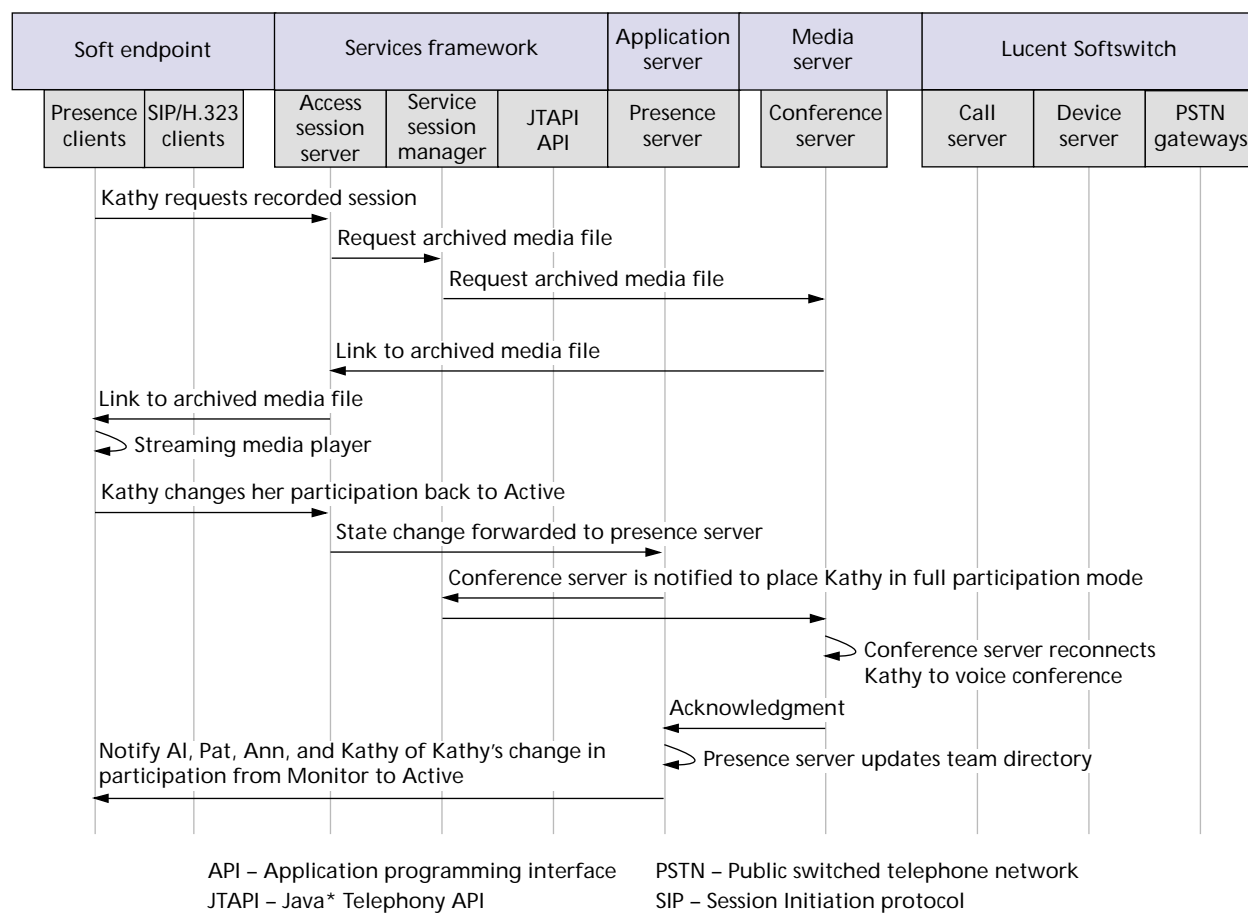 Soft endpoint
Services framework
Application
server
Media
server
Lucent Softswitch
Presence
clients
SIP/H.323
clients
Access
session
server
Service
session
manager
JTAPI
API
Presence
server
Conference
server
Call
server
Device
server
PSTN
gateways
Kathy requests recorded session
Request archived media file
Request archived media file
Link to archived media file
Link to archived media file
Streaming media player
Kathy changes her participation back to Active
State change forwarded to presence server
Conference server is notified to place Kathy in full participation mode
Conference server reconnects
Kathy to voice conference
Acknowledgment
Notify Al, Pat, Ann, and Kathy of Kathy’s change in
participation from Monitor to Active
Presence server updates team directory
API – Application programming interface
JTAPI – Java* Telephony API
PSTN – Public switched telephone network
SIP – Session Initiation protocol